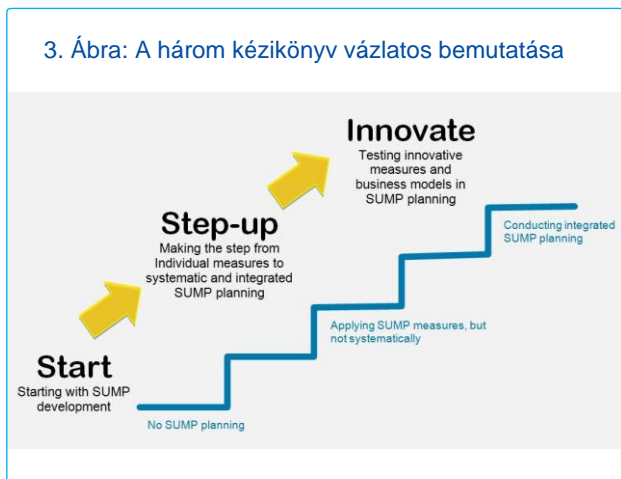 3. Ábra: A három kézikönyv vázlatos bemutatása
Innovate
Testing innovative
measures and
business models in
SUMP planning
Conducting integrated
SUMP planning
Step-up
Making the step from
Individual measures to
systematic and integrated
SUMP planning
Applying SUMP measures, but
not systematically
Start
Starting with SUMP
development
No SUMP planning